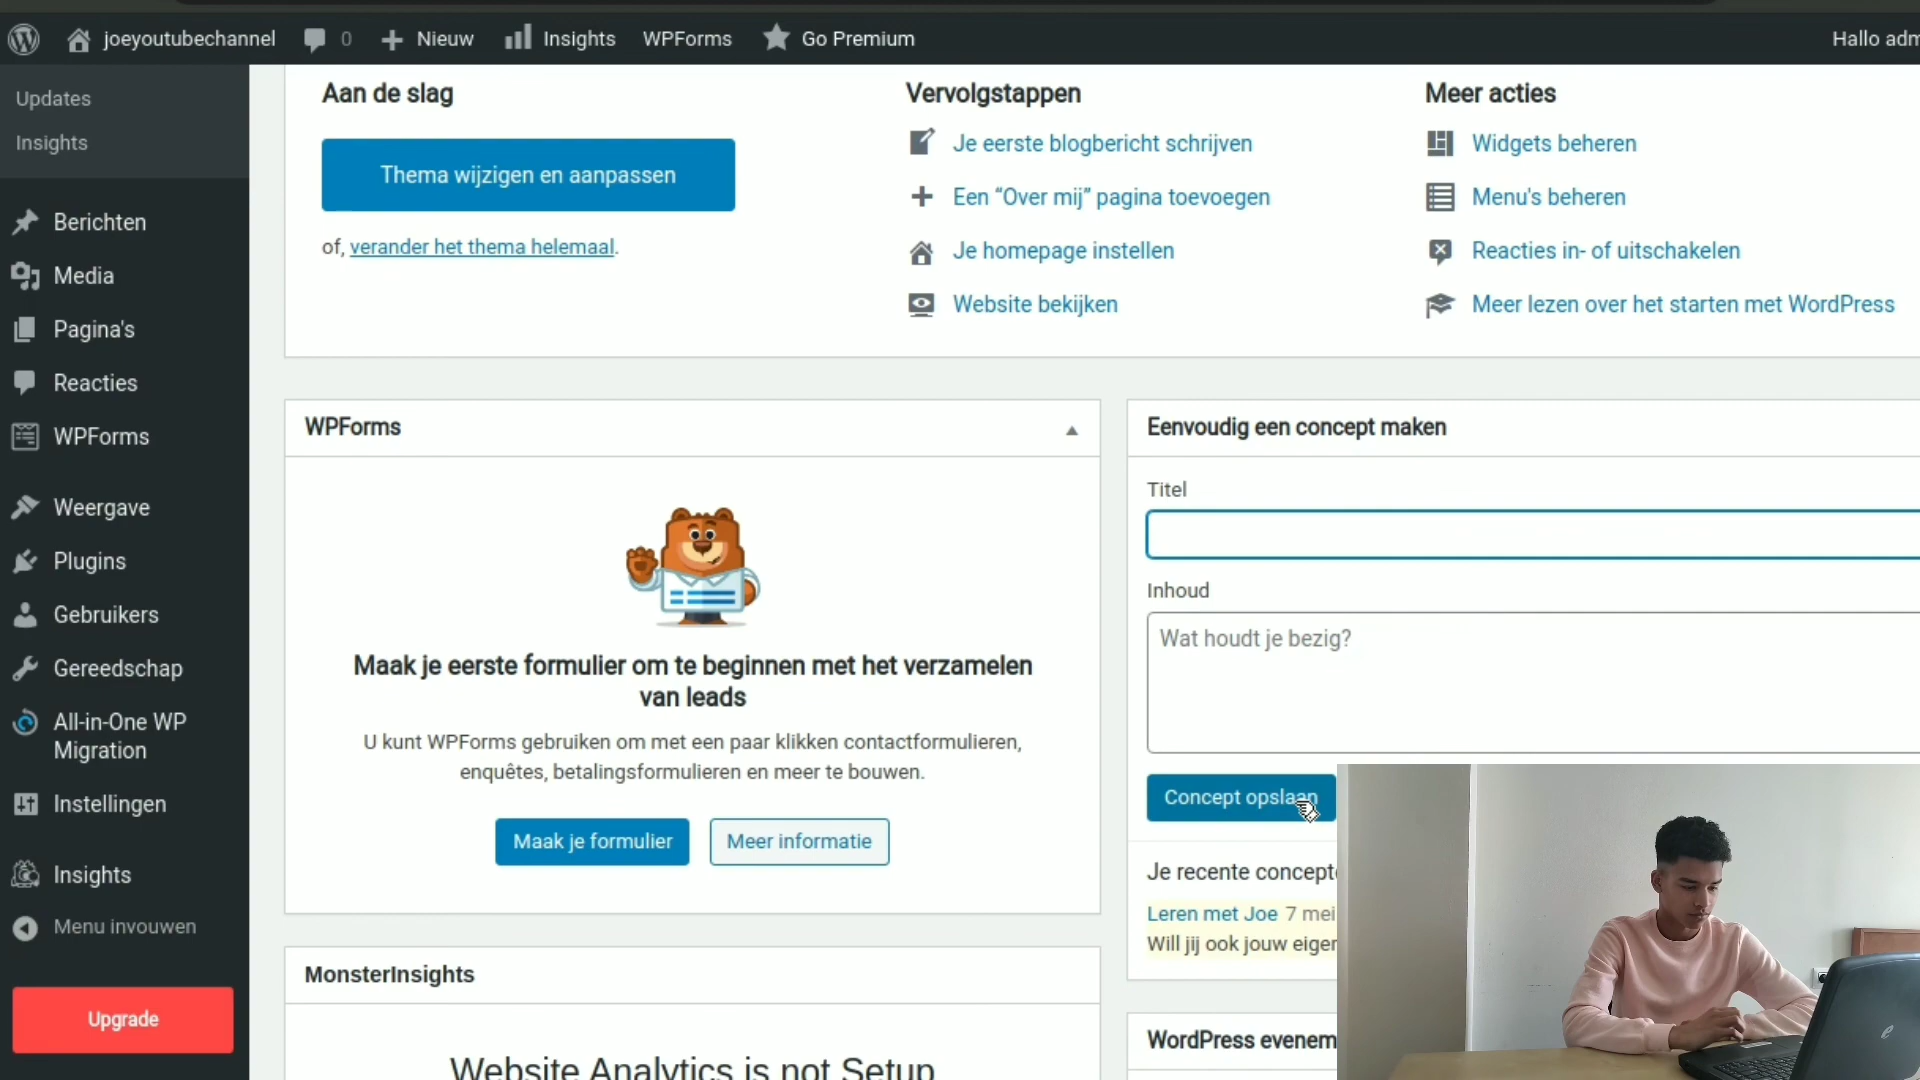 joeyoutubechannel 0 Nieuw Insights WPForms Go Premium Hallo adm
Updates
Insights
Berichten
Media
Pagina's
Reacties
WPForms
Weergave
Plugins
Gebruikers
Gereedschap
All-in-One WP
Migration
Instellingen
Insights
Menu invouwen
Upgrade
Aan de slag
Thema wijzigen en aanpassen
of, verander het thema helemaal.
Vervolgstappen
Je eerste blogbericht schrijven
Een “Over mij” pagina toevoegen
Je homepage instellen
Website bekijken
Meer acties
Widgets beheren
Menu's beheren
Reacties in- of uitschakelen
Meer lezen over het starten met WordPress
WPForms
Maak je eerste formulier om te beginnen met het verzamelen
van leads
U kunt WPForms gebruiken om met een paar klikken contactformulieren,
enquêtes, betalingsformulieren en meer te bouwen.
Maak je formulier
Meer informatie
MonsterInsights
Website Analytics is not Setup
Eenvoudig een concept maken
Titel
Inhoud
Wat houdt je bezig?
Concept opslaan
Je recente concept
Leren met Joe 7 mei
Will jij ook jouw eiger
WordPress evenem